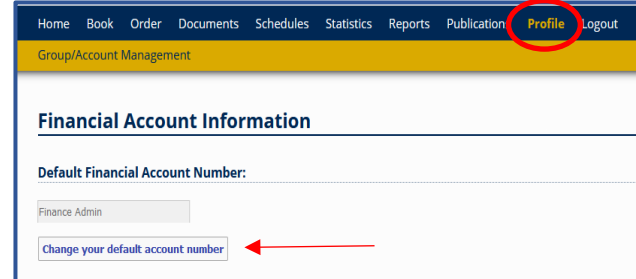 Home Book Order Documents Schedules Statistics Reports Publication Profile Logout
Group/Account Management
Financial Account Information
Default Financial Account Number:
Finance Admin
Change your default account number